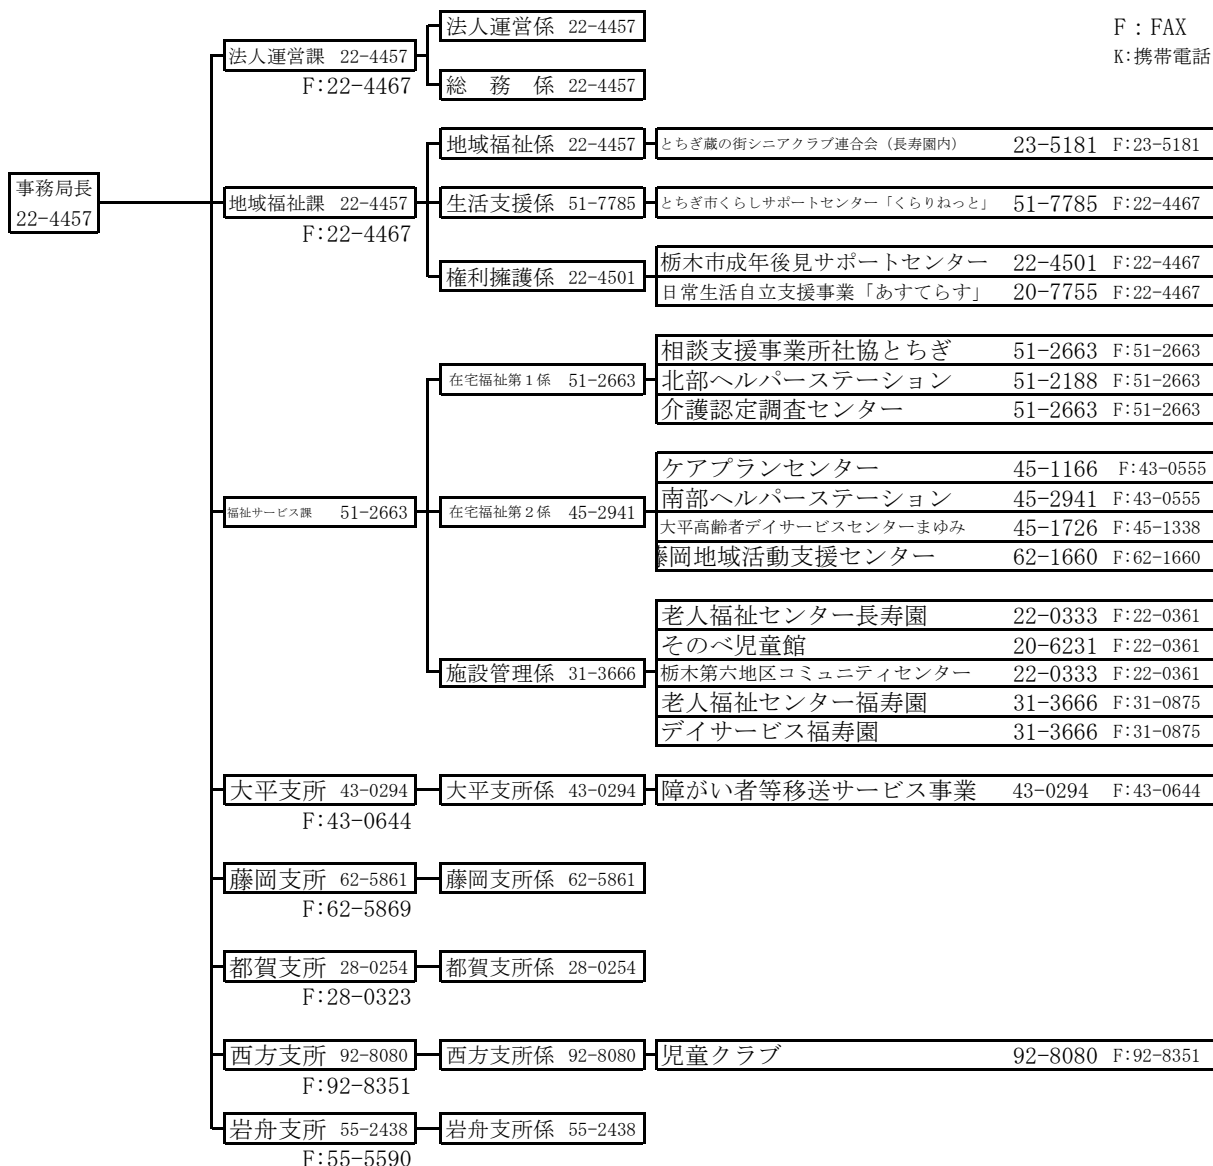 F：FAX
K:携帯電話
事務局長
22-4457
法人運営課 22-4457
F:22-4467
法人運営係 22-4457
総　務　係 22-4457
地域福祉課 22-4457
F:22-4467
地域福祉係 22-4457
とちぎ蔵の街シニアクラブ連合会（長寿園内） 23-5181 F:23-5181
生活支援係 51-7785
とちぎ市くらしサポートセンター「くらりねっと」 51-7785 F:22-4467
権利擁護係 22-4501
栃木市成年後見サポートセンター 22-4501 F:22-4467
日常生活自立支援事業「あすてらす」 20-7755 F:22-4467
福祉サービス課 51-2663
在宅福祉第１係 51-2663
相談支援事業所社協とちぎ 51-2663 F:51-2663
北部ヘルパーステーション 51-2188 F:51-2663
介護認定調査センター 51-2663 F:51-2663
在宅福祉第２係 45-2941
ケアプランセンター 45-1166 F:43-0555
南部ヘルパーステーション 45-2941 F:43-0555
大平高齢者デイサービスセンターまゆみ 45-1726 F:45-1338
藤岡地域活動支援センター 62-1660 F:62-1660
施設管理係 31-3666
老人福祉センター長寿園 22-0333 F:22-0361
そのべ児童館 20-6231 F:22-0361
栃木第六地区コミュニティセンター 22-0333 F:22-0361
老人福祉センター福寿園 31-3666 F:31-0875
デイサービス福寿園 31-3666 F:31-0875
大平支所 43-0294
F:43-0644
大平支所係 43-0294
障がい者等移送サービス事業 43-0294 F:43-0644
藤岡支所 62-5861
F:62-5869
藤岡支所係 62-5861
都賀支所 28-0254
F:28-0323
都賀支所係 28-0254
西方支所 92-8080
F:92-8351
西方支所係 92-8080
児童クラブ 92-8080 F:92-8351
岩舟支所 55-2438
F:55-5590
岩舟支所係 55-2438